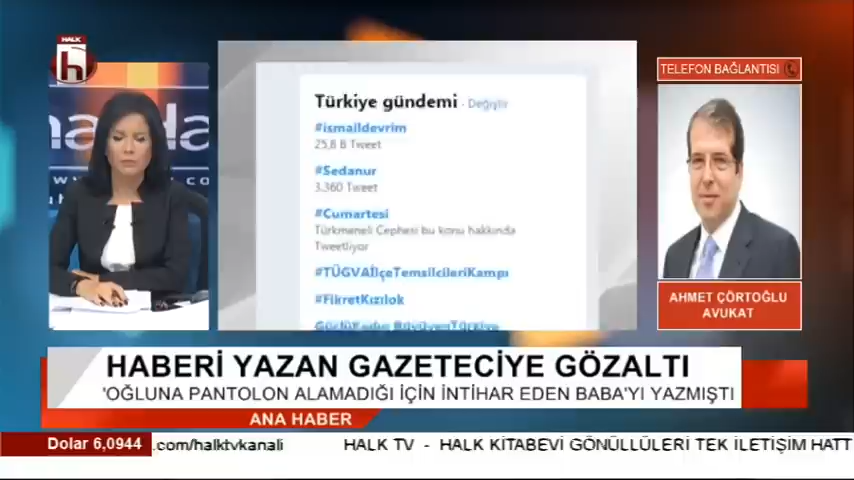 HALK
h
Türkiye gündemi · Değiştir
#ismaildevrim
25,8 B Tweet
#Sedanur
3.360 Tweet
#Cumartesi
Türkmeneli Cephesi bu konu hakkında
Tweetliyor
#TÜGVAİlçeTemsilcileriKampı
#FikretKızılok
TELEFON BAĞLANTISI
AHMET ÇÖRTOĞLU
AVUKAT
HABERİ YAZAN GAZETECİYE GÖZALTI
'OĞLUNA PANTOLON ALAMADIĞI İÇİN İNTİHAR EDEN BABA'YI YAZMIŞTI
ANA HABER
Dolar 6,0944 .com/halktvkanali HALK TV - HALK KİTABEVİ GÖNÜLLÜLERİ TEK İLETİŞİM HATT